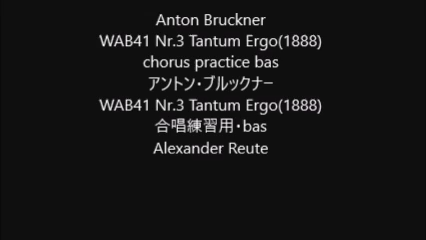 Anton Bruckner
WAB41 Nr.3 Tantum Ergo(1888)
chorus practice bas
アントン・ブルックナー
WAB41 Nr.3 Tantum Ergo(1888)
合唱練習用・bas
Alexander Reute